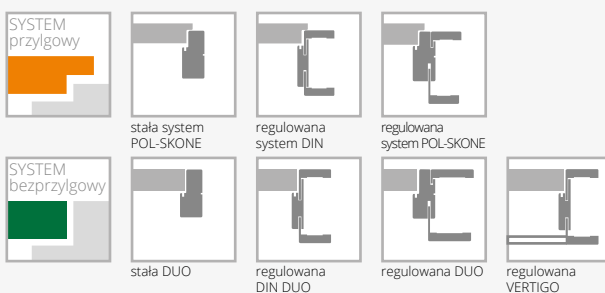 SYSTEM
przylgowy
stała system
POL-SKONE
regulowana
system DIN
regulowana
system POL-SKONE
SYSTEM
bezprzylgowy
stała DUO
regulowana
DIN DUO
regulowana DUO
regulowana
VERTIGO